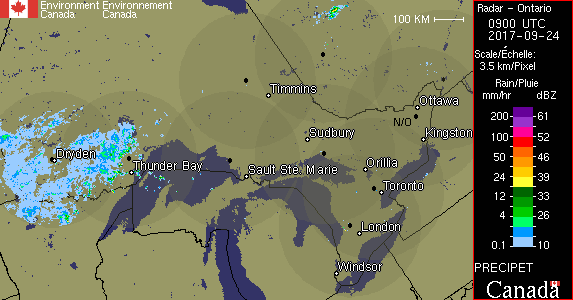 Environment Environnement
Canada Canada
100 KM
Timmins
Ottawa
N/O
Sudbury
Kingston
Dryden
Thunder Bay
Sault Ste. Marie
Orillia
Toronto
London
Windsor
Radar - Ontario
0900 UTC
2017-09-24
Scale/Échelle:
3.5 km/Pixel
Rain/Pluie
mm/hr dBZ
200 61
100 52
50 46
24 39
12 33
4 26
0.1 10
PRECIPET
Canada